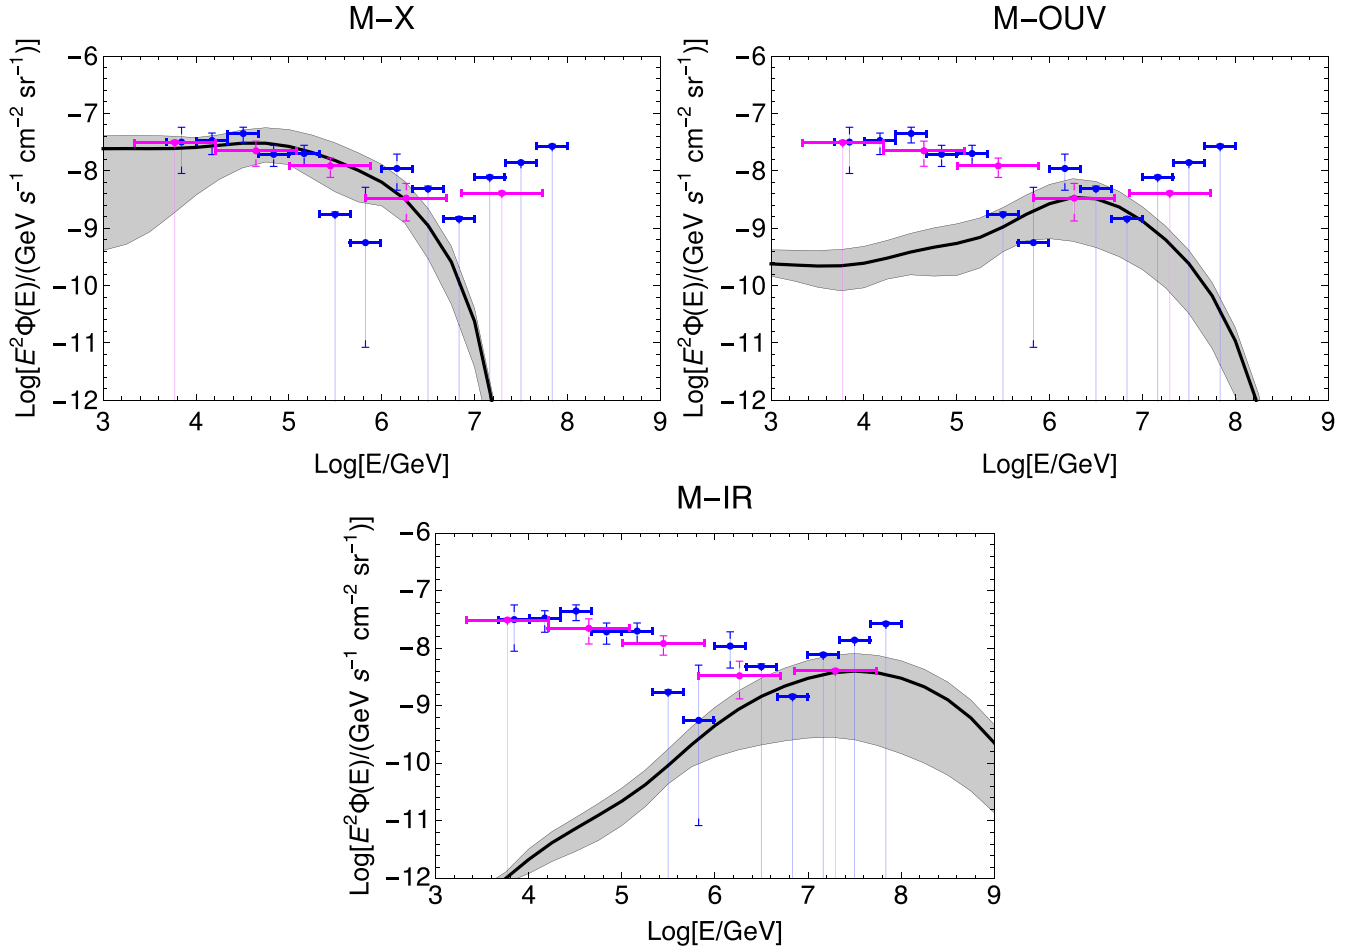 M−X
Log[E²Φ(E)/(GeV s⁻¹ cm⁻² sr⁻¹)]
−6
−7
−8
−9
−10
−11
−12
3 4 5 6 7 8 9
Log[E/GeV]
M−OUV
Log[E²Φ(E)/(GeV s⁻¹ cm⁻² sr⁻¹)]
−6
−7
−8
−9
−10
−11
−12
3 4 5 6 7 8 9
Log[E/GeV]
M−IR
Log[E²Φ(E)/(GeV s⁻¹ cm⁻² sr⁻¹)]
−6
−7
−8
−9
−10
−11
−12
3 4 5 6 7 8 9
Log[E/GeV]